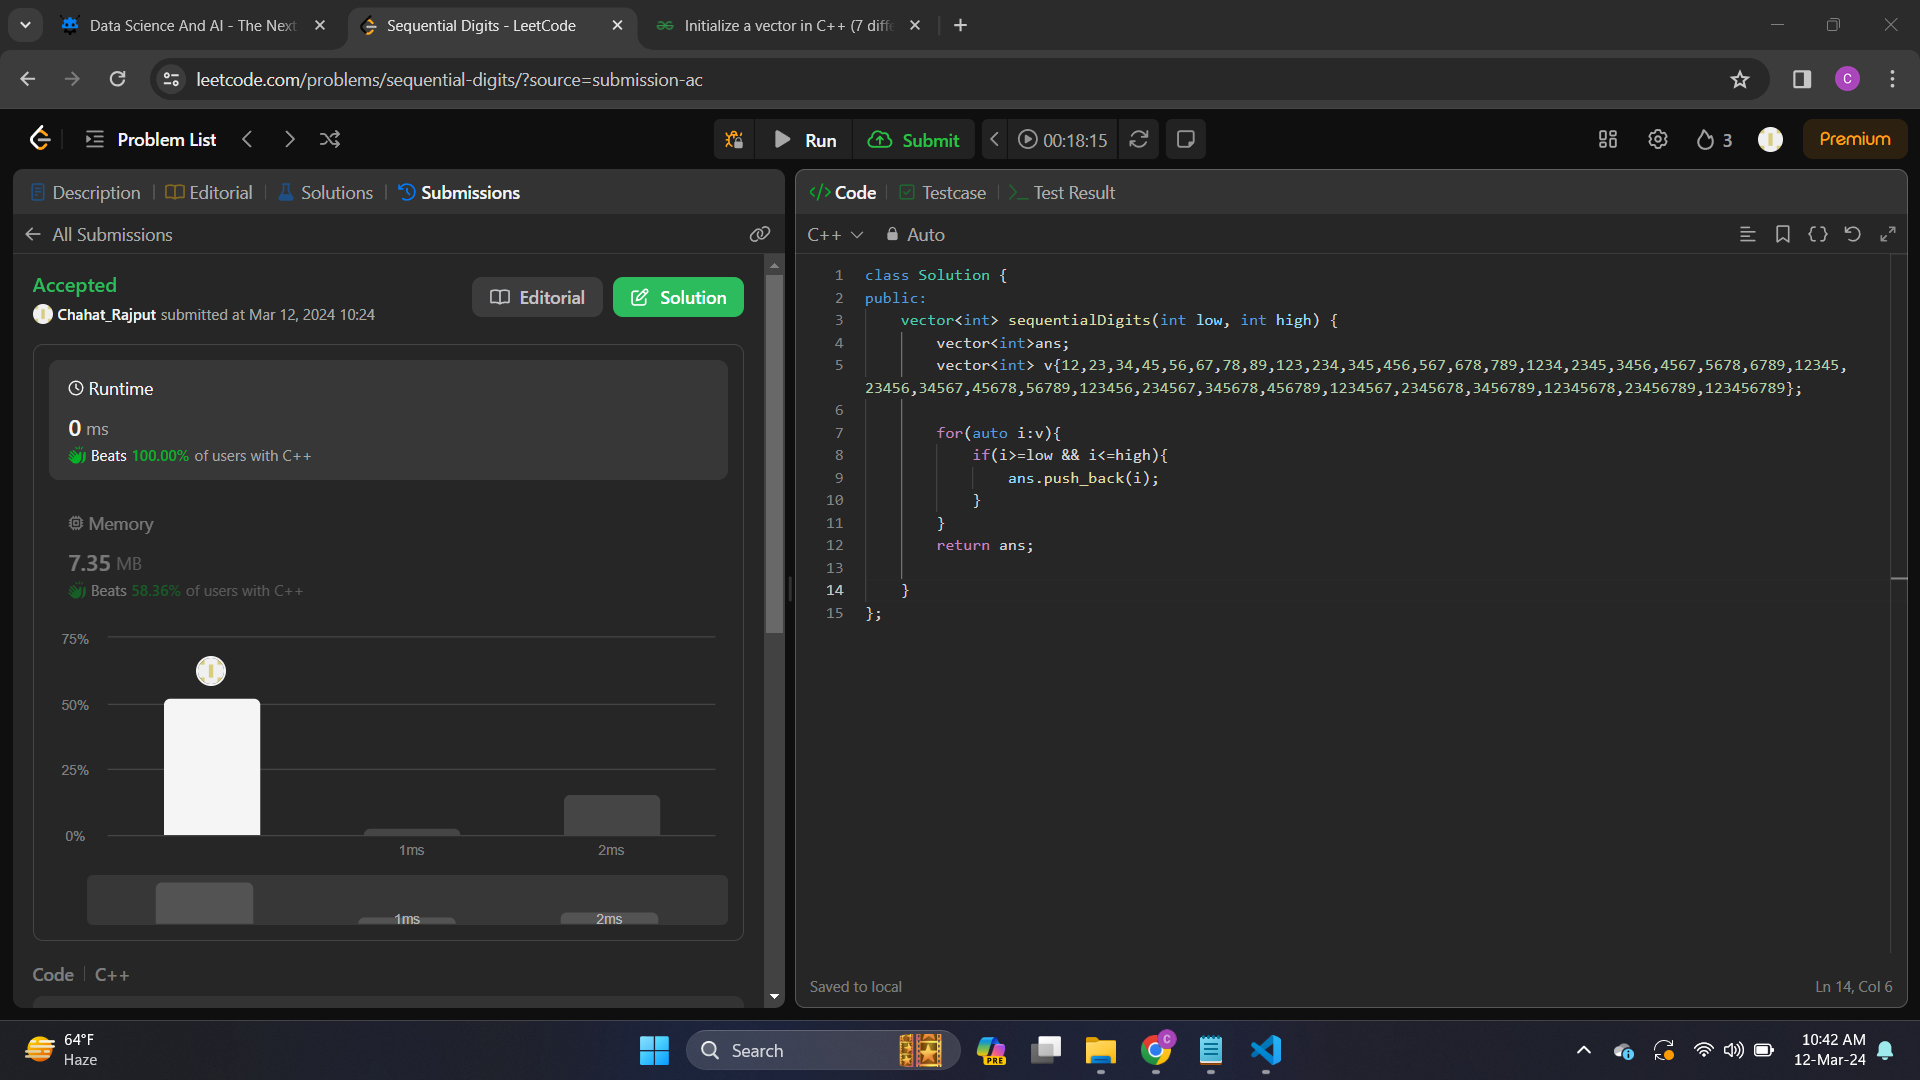 Data Science And AI - The Next
Sequential Digits - LeetCode
Initialize a vector in C++ (7 diffe
leetcode.com/problems/sequential-digits/?source=submission-ac
C
Problem List
Run
Submit
00:18:15
3
Premium
Description
Editorial
Solutions
Submissions
All Submissions
Accepted
Chahat_Rajput submitted at Mar 12, 2024 10:24
Editorial
Solution
Runtime
0 ms
Beats 100.00% of users with C++
Memory
7.35 MB
Beats 58.36% of users with C++
75%
50%
25%
0%
1ms
2ms
1ms
2ms
Code
C++
</> Code
Testcase
Test Result
C++
Auto
1 class Solution {
2 public:
3 vector<int> sequentialDigits(int low, int high) {
4 vector<int>ans;
5 vector<int> v{12,23,34,45,56,67,78,89,123,234,345,456,567,678,789,1234,2345,3456,4567,5678,6789,12345,
23456,34567,45678,56789,123456,234567,345678,456789,1234567,2345678,3456789,12345678,23456789,123456789};
6
7 for(auto i:v){
8 if(i>=low && i<=high){
9 ans.push_back(i);
10 }
11 }
12 return ans;
13
14 }
15 };
Saved to local
Ln 14, Col 6
64°F
Haze
Search
PRE
C
10:42 AM
12-Mar-24